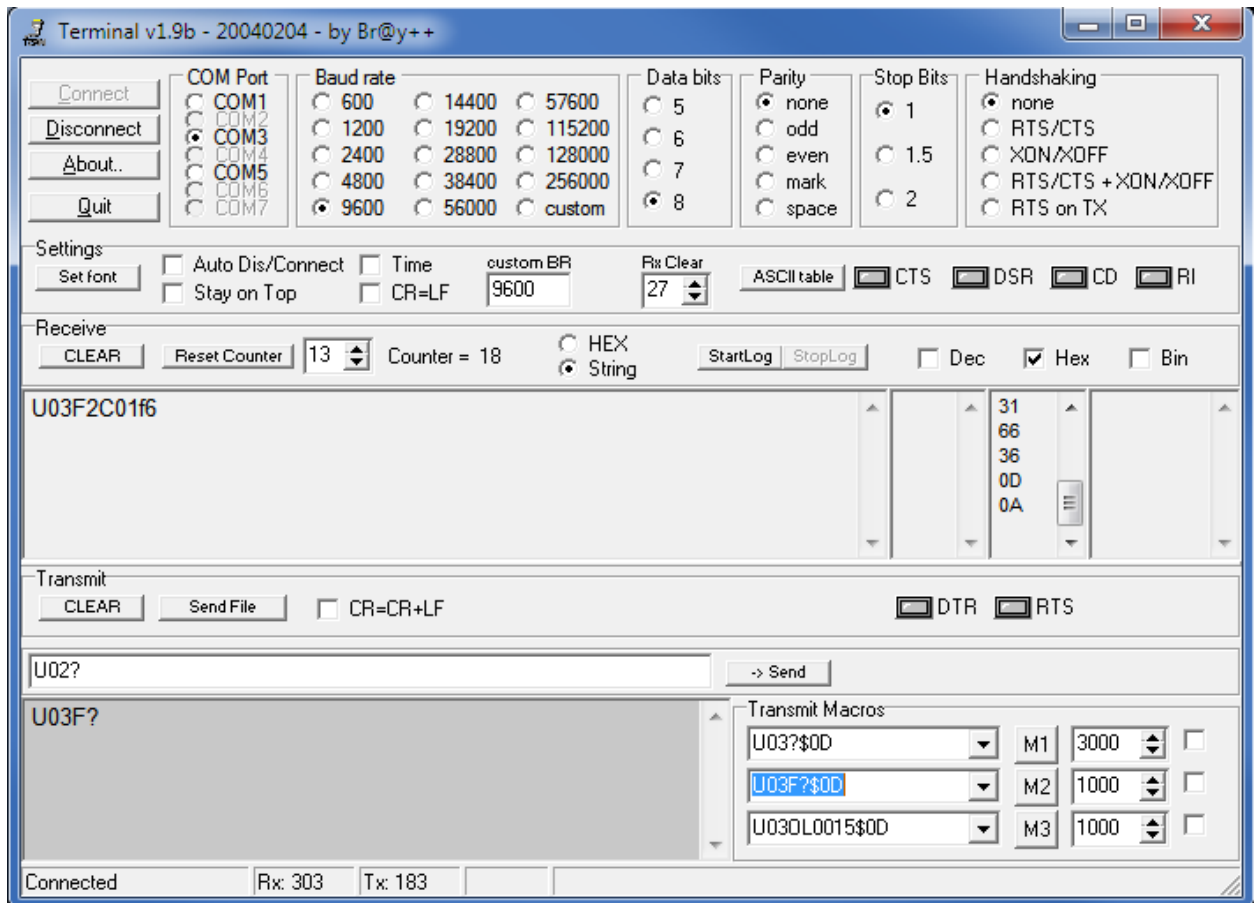 Terminal v1.9b - 20040204 - by Br@y++
Connect
Disconnect
About..
Quit
COM Port
COM1
COM2
COM3
COM4
COM5
COM6
COM7
Baud rate
600 14400 57600
1200 19200 115200
2400 28800 128000
4800 38400 256000
9600 56000 custom
Data bits
5
6
7
8
Parity
none
odd
even
mark
space
Stop Bits
1
1.5
2
Handshaking
none
RTS/CTS
XON/XOFF
RTS/CTS + XON/XOFF
RTS on TX
Settings
Set font
Auto Dis/Connect
Stay on Top
Time
CR=LF
custom BR
9600
Rx Clear
27
ASCII table
CTS
DSR
CD
RI
Receive
CLEAR
Reset Counter
13
Counter = 18
HEX
String
StartLog
StopLog
Dec
Hex
Bin
U03F2C01f6
31
66
36
0D
0A
Transmit
CLEAR
Send File
CR=CR+LF
DTR
RTS
U02?
-> Send
U03F?
Transmit Macros
U03?$0D M1 3000
U03F?$0D M2 1000
U03OL0015$0D M3 1000
Connected Rx: 303 Tx: 183